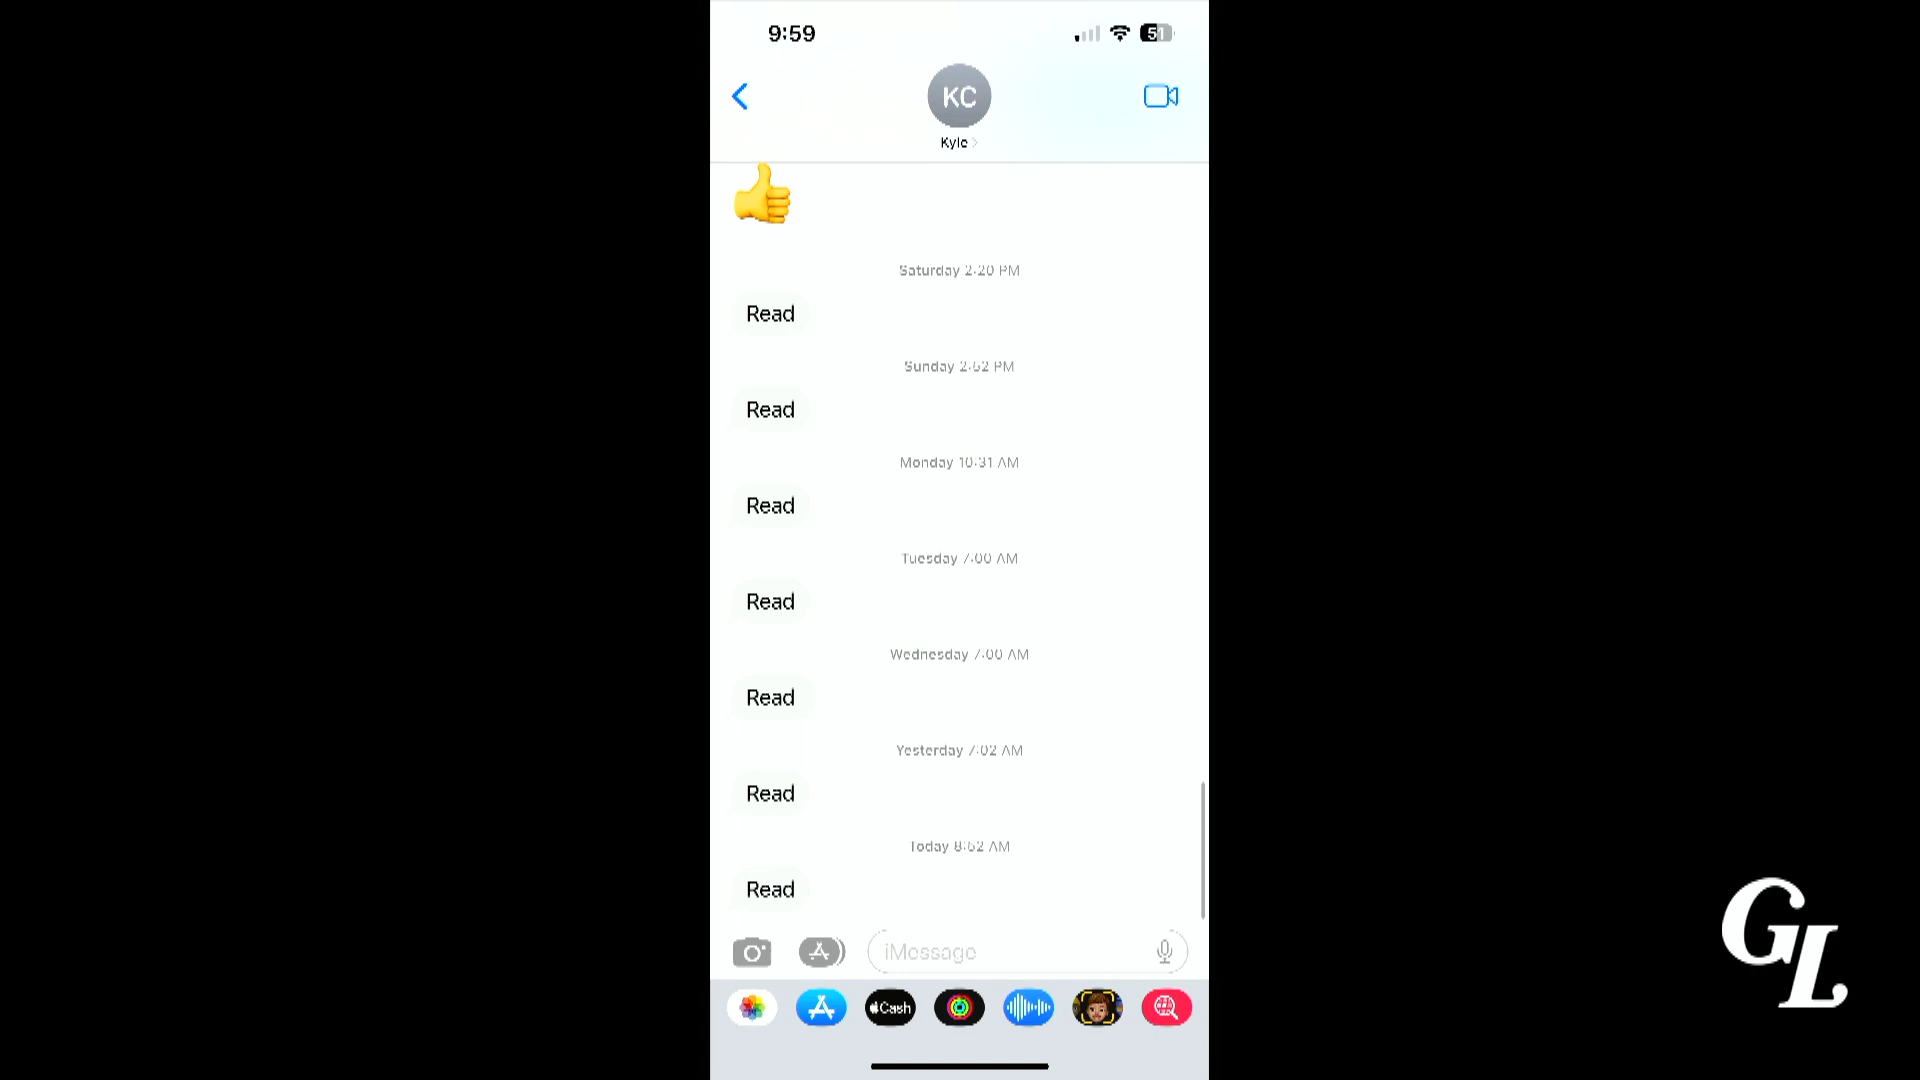 9:59
51
KC
Kyle
Saturday 2:20 PM
Read
Sunday 2:52 PM
Read
Monday 10:31 AM
Read
Tuesday 7:00 AM
Read
Wednesday 7:00 AM
Read
Yesterday 7:02 AM
Read
Today 8:52 AM
Read
iMessage
Cash
GL